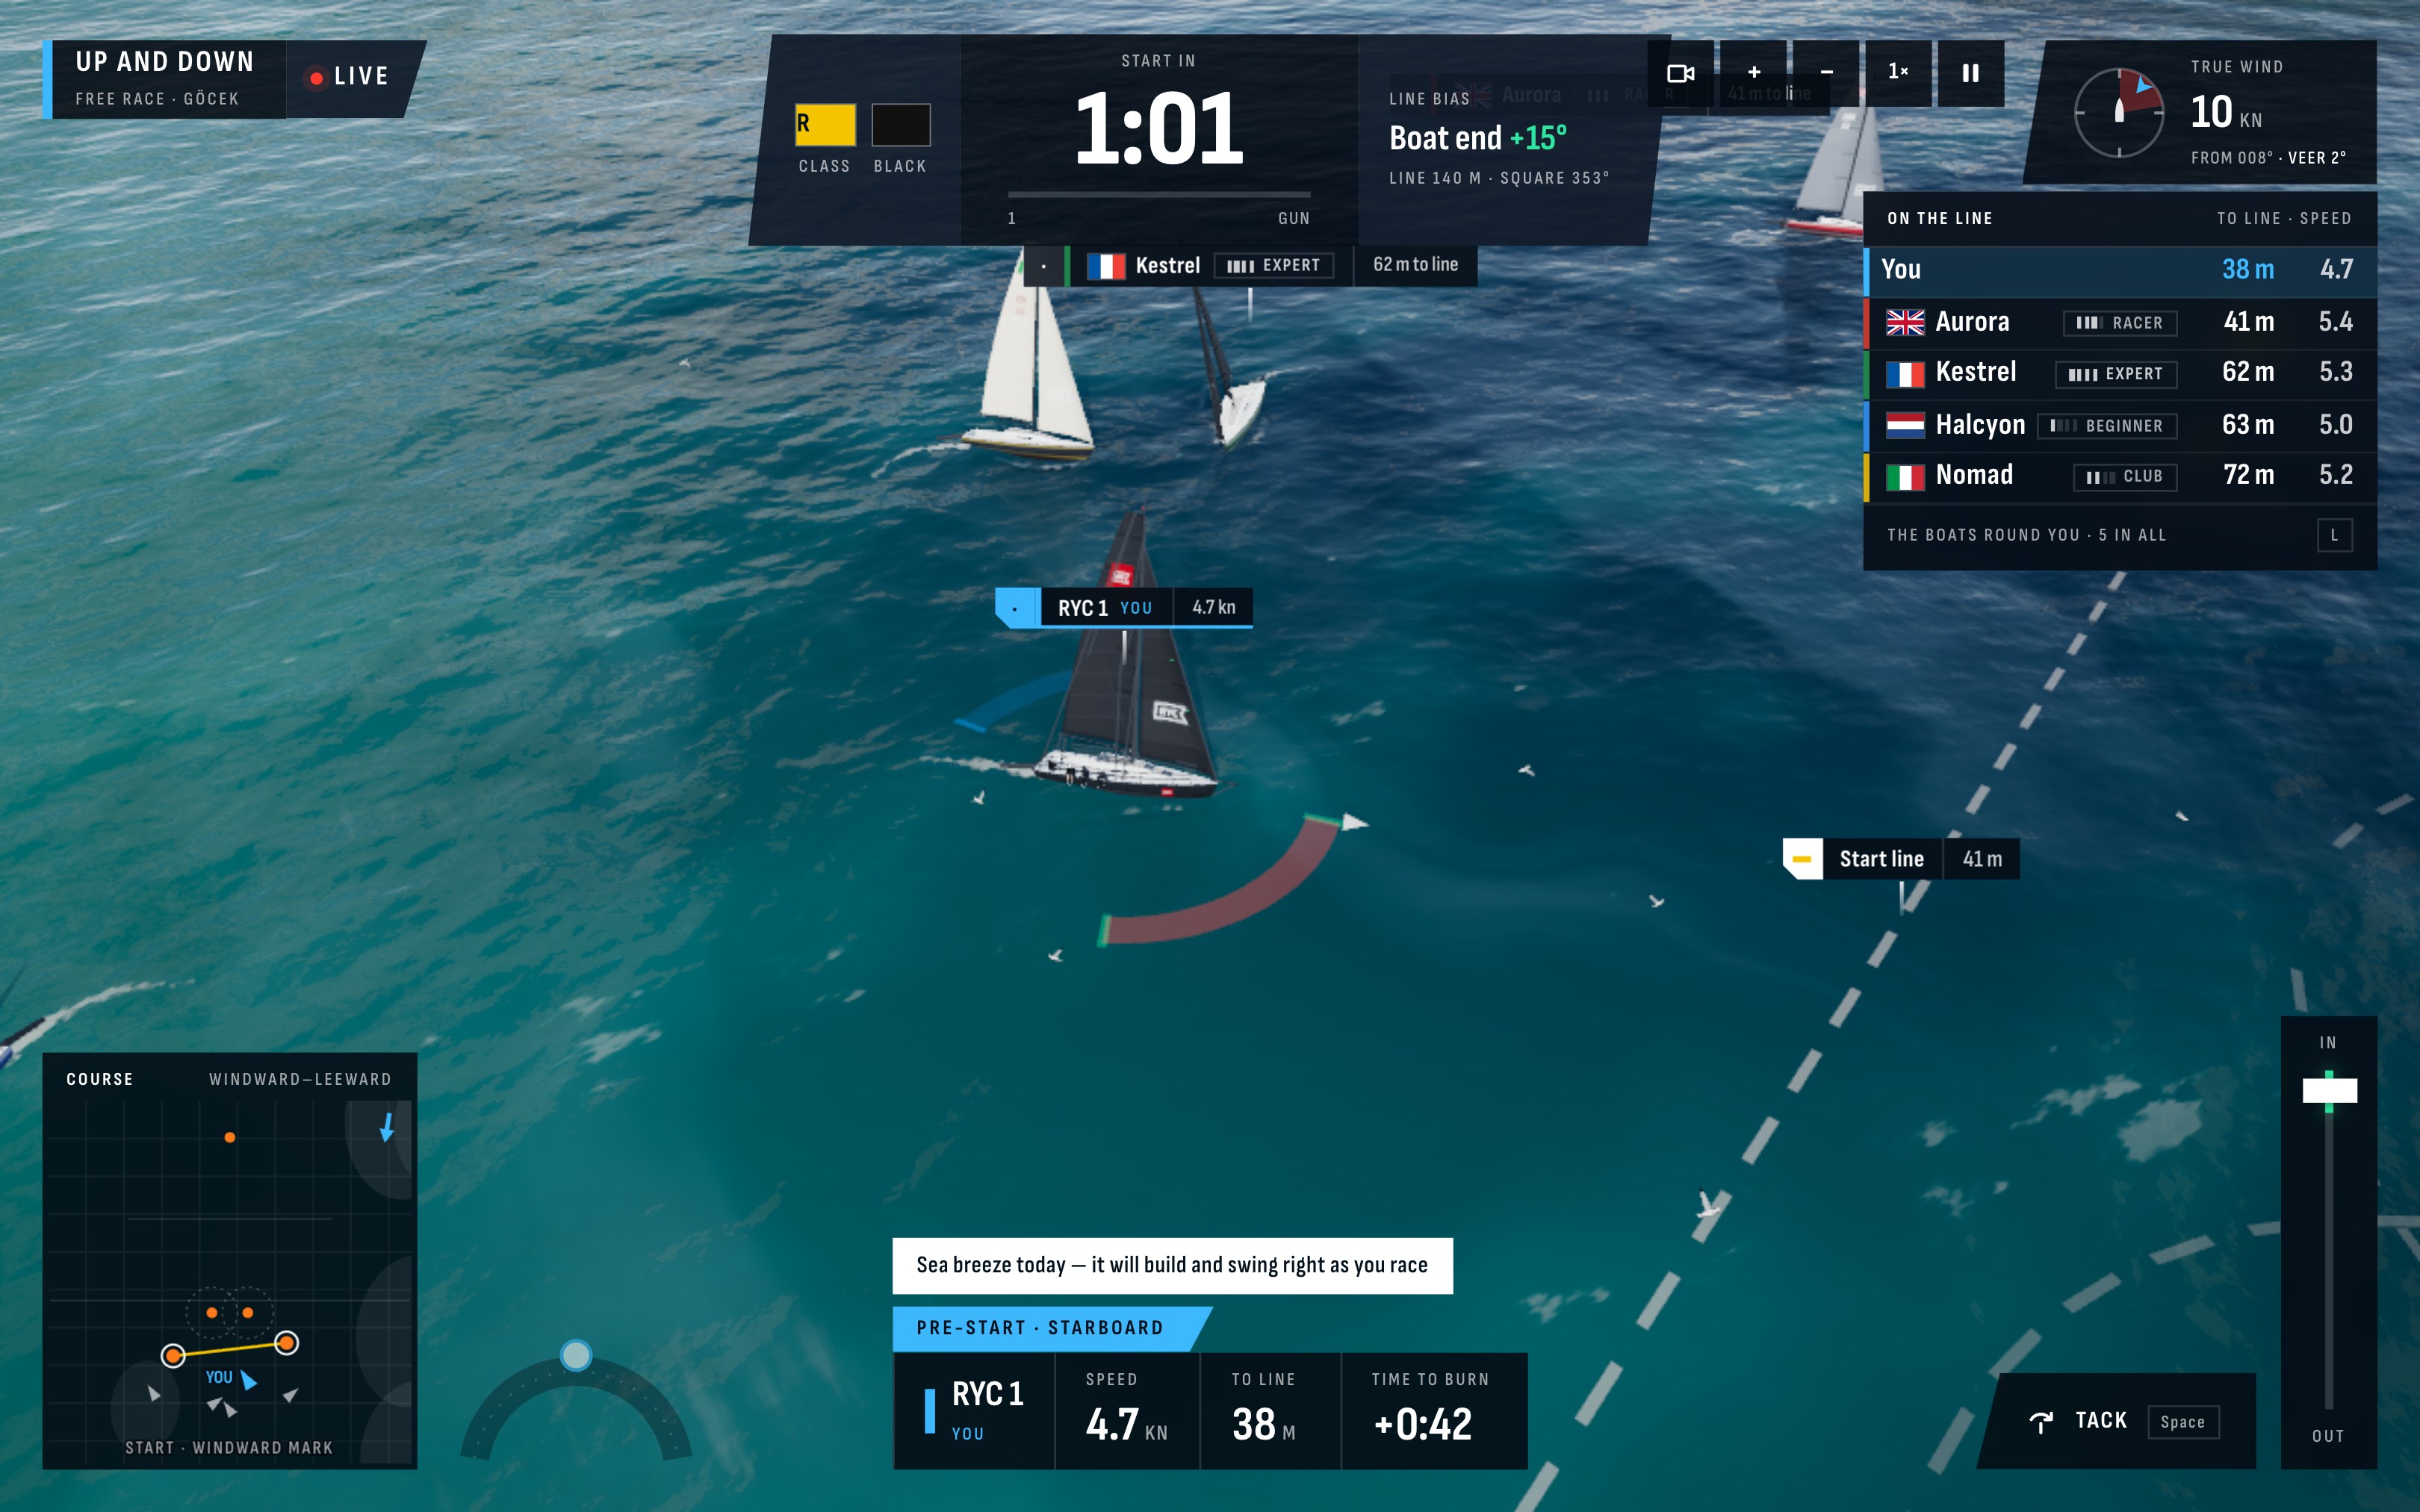 UP AND DOWN
FREE RACE · GÖCEK
LIVE
R
CLASS
BLACK
START IN
1:01
1
GUN
LINE BIAS
Boat end +15°
LINE 140 M · SQUARE 353°
Aurora
41 m to line
+
−
1×
TRUE WIND
10 KN
FROM 008° · VEER 2°
ON THE LINE
TO LINE · SPEED
You 38 m 4.7
Aurora RACER 41 m 5.4
Kestrel EXPERT 62 m 5.3
Halcyon BEGINNER 63 m 5.0
Nomad CLUB 72 m 5.2
THE BOATS ROUND YOU · 5 IN ALL
L
Kestrel EXPERT 62 m to line
RYC 1 YOU 4.7 kn
Start line 41 m
COURSE
WINDWARD–LEEWARD
YOU
START · WINDWARD MARK
Sea breeze today — it will build and swing right as you race
PRE-START · STARBOARD
RYC 1
YOU
SPEED
4.7 KN
TO LINE
38 M
TIME TO BURN
+0:42
TACK
Space
IN
OUT